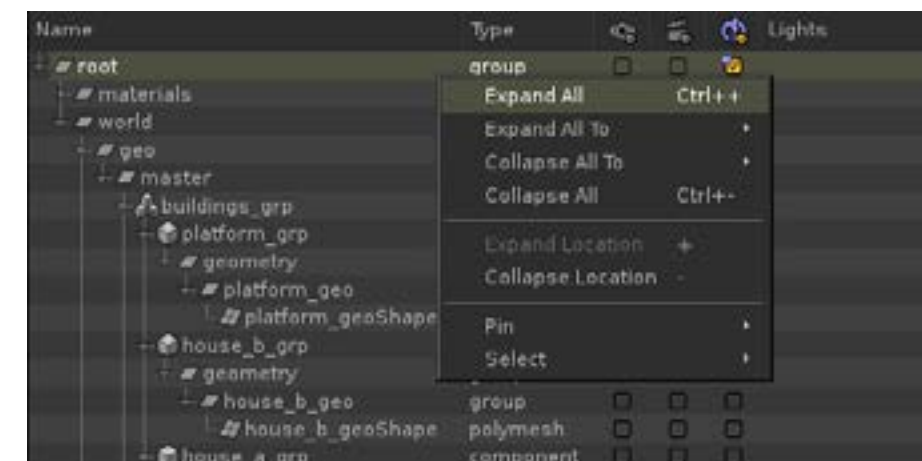 Name Type Lights
root group
materials
world
geo
master
buildings_grp
platform_grp
geometry
platform_geo
platform_geoShape
house_b_grp
geometry
house_b_geo group
house_b_geoShape polymesh
house_a_grp component
Expand All Ctrl++
Expand All To
Collapse All To
Collapse All Ctrl+-
Expand Location +
Collapse Location -
Pin
Select